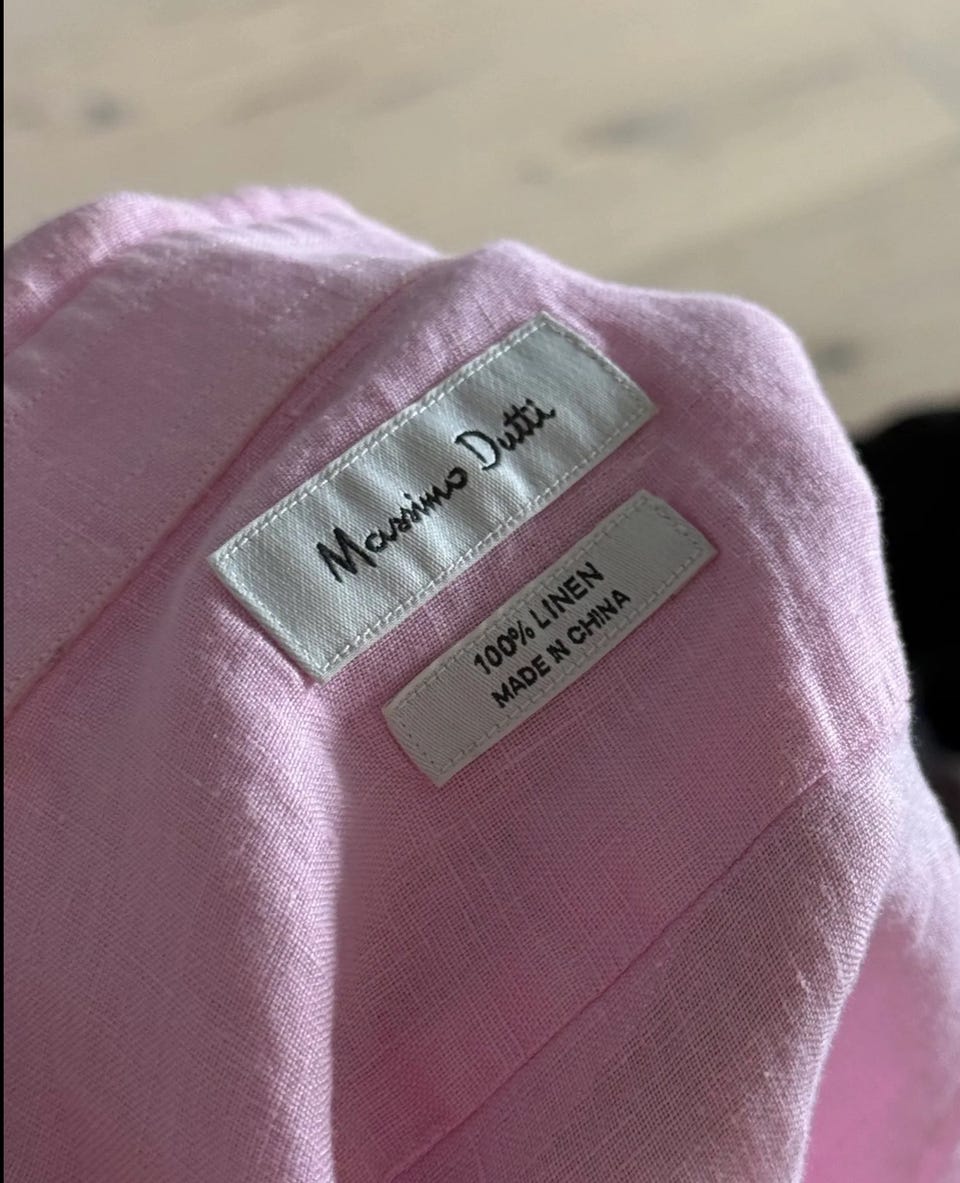 Massimo Dutti
100% LINEN
MADE IN CHINA